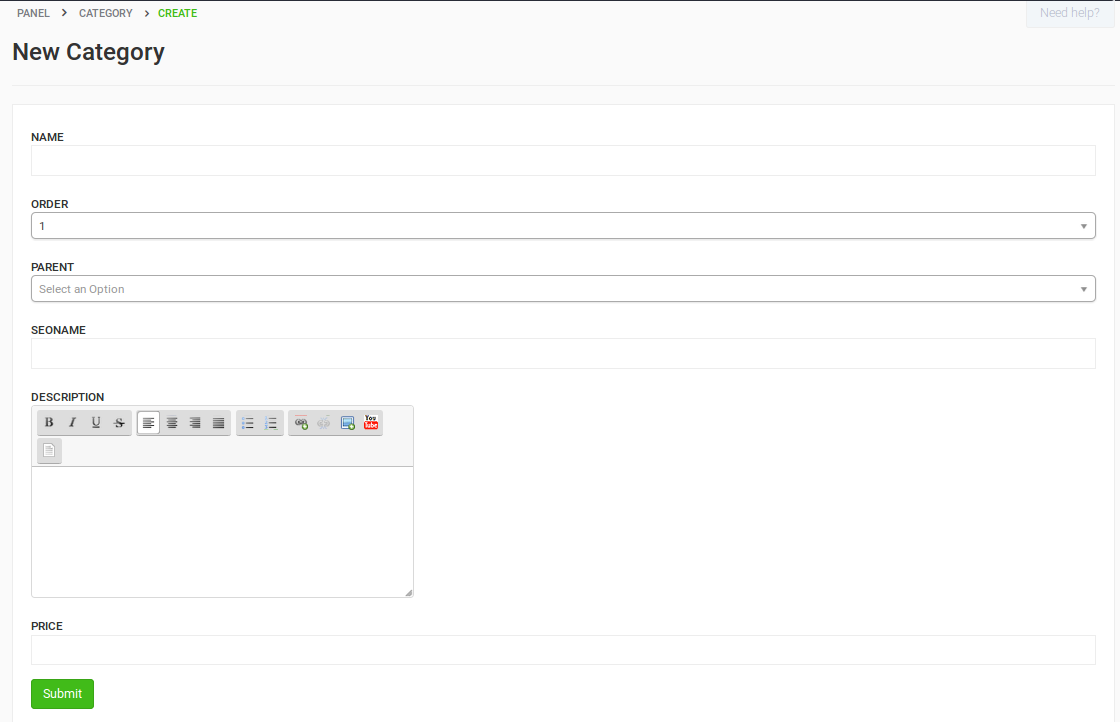 PANEL > CATEGORY > CREATE
Need help?
New Category
NAME
ORDER
1
PARENT
Select an Option
SEONAME
DESCRIPTION
B I U S
You Tube
PRICE
Submit